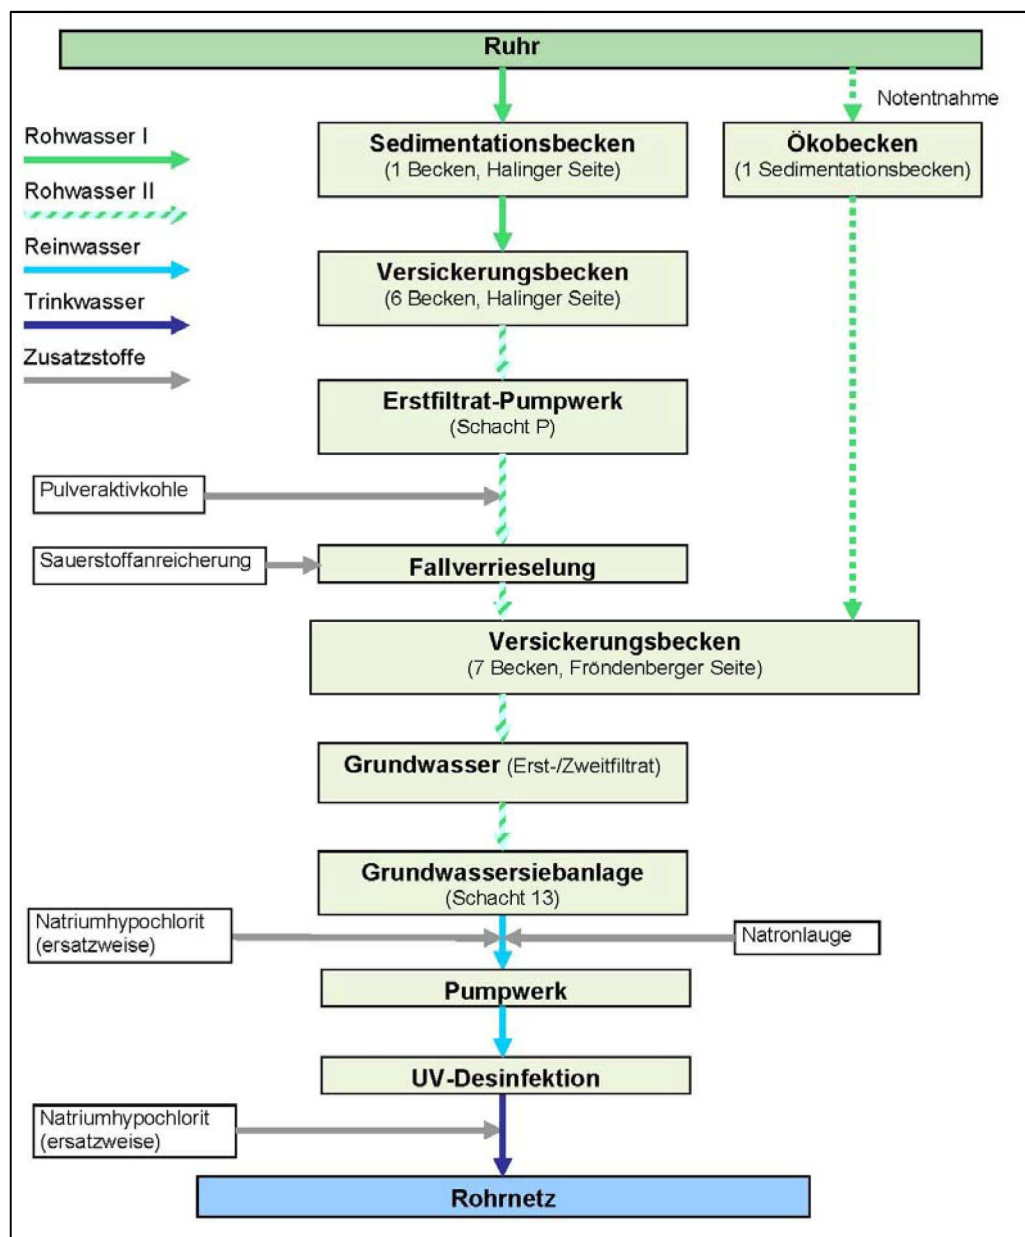 Ruhr
Notentnahme
Rohwasser I
Rohwasser II
Reinwasser
Trinkwasser
Zusatzstoffe
Sedimentationsbecken
(1 Becken, Halinger Seite)
Ökobecken
(1 Sedimentationsbecken)
Versickerungsbecken
(6 Becken, Halinger Seite)
Erstfiltrat-Pumpwerk
(Schacht P)
Pulveraktivkohle
Sauerstoffanreicherung
Fallverrieselung
Versickerungsbecken
(7 Becken, Fröndenberger Seite)
Grundwasser (Erst-/Zweitfiltrat)
Grundwassersiebanlage
(Schacht 13)
Natriumhypochlorit
(ersatzweise)
Natronlauge
Pumpwerk
UV-Desinfektion
Natriumhypochlorit
(ersatzweise)
Rohrnetz